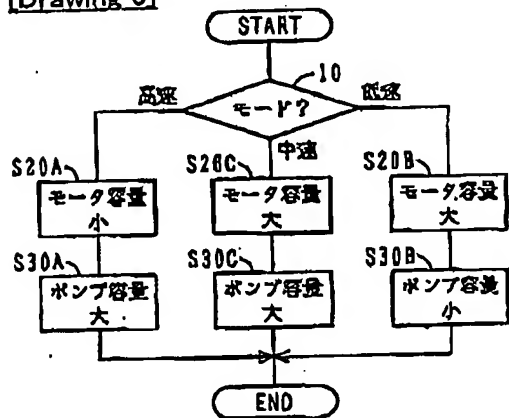 START
10
高速
モード?
低速
中速
S20A
モータ容量
小
S20C
モータ容量
大
S20B
モータ容量
大
S30A
ポンプ容量
大
S30C
ポンプ容量
大
S30B
ポンプ容量
小
END